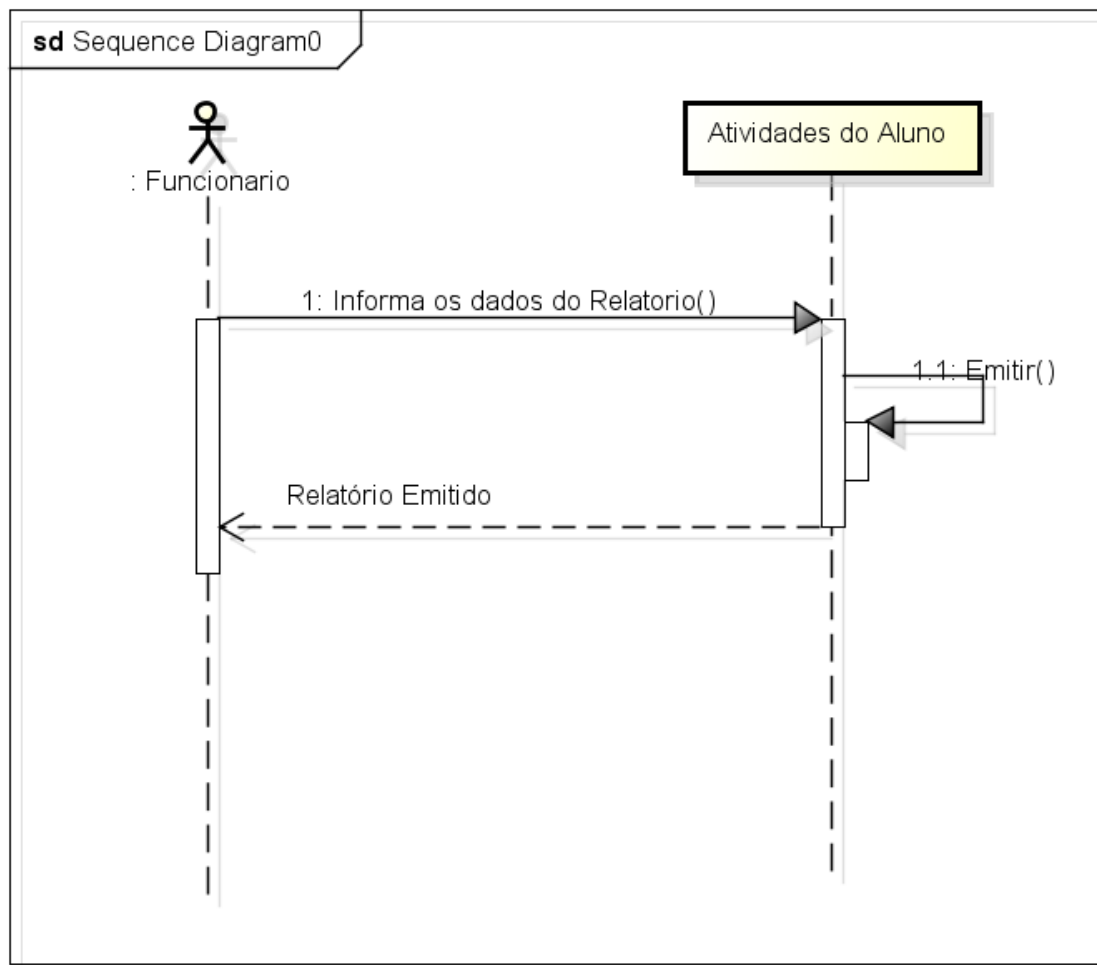 sd Sequence Diagram0
: Funcionario
Atividades do Aluno
1: Informa os dados do Relatorio()
1.1: Emitir()
Relatório Emitido